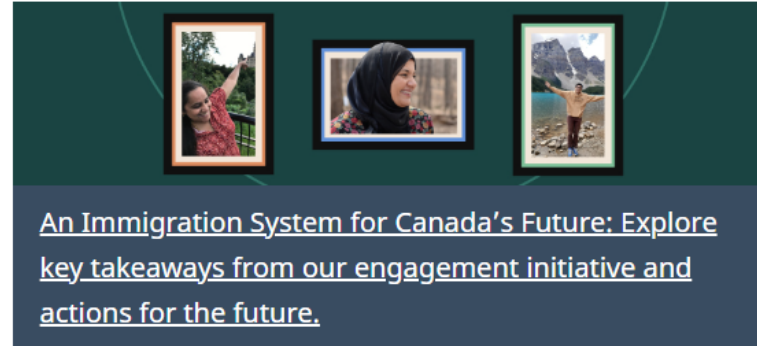 An Immigration System for Canada’s Future: Explore
key takeaways from our engagement initiative and
actions for the future.